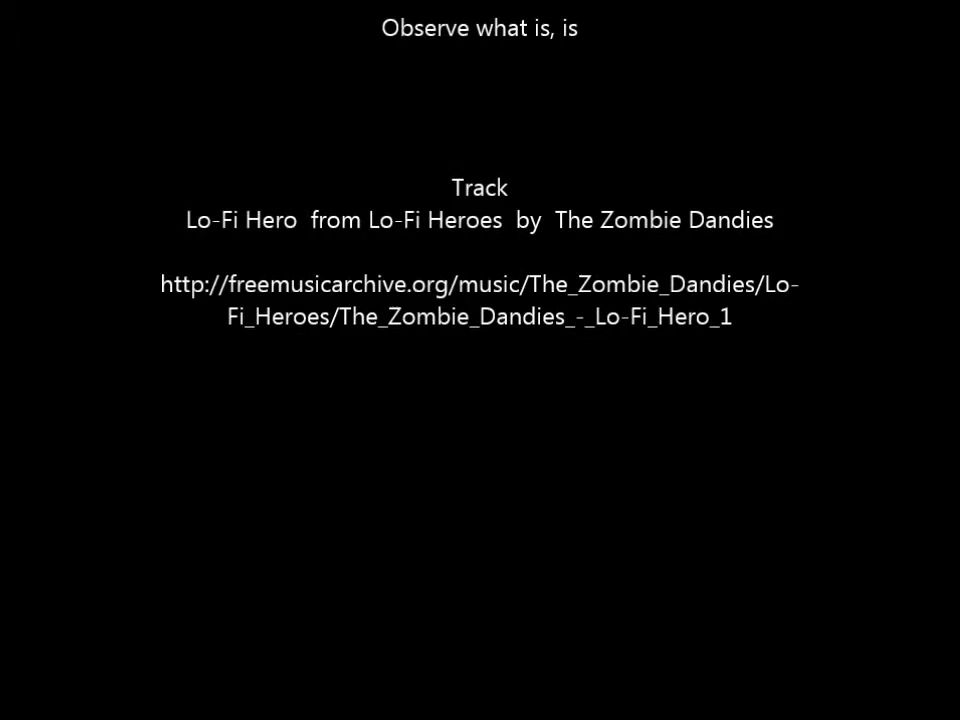 Observe what is, is
Track
Lo-Fi Hero  from Lo-Fi Heroes  by  The Zombie Dandies
http://freemusicarchive.org/music/The_Zombie_Dandies/Lo-
Fi_Heroes/The_Zombie_Dandies_-_Lo-Fi_Hero_1